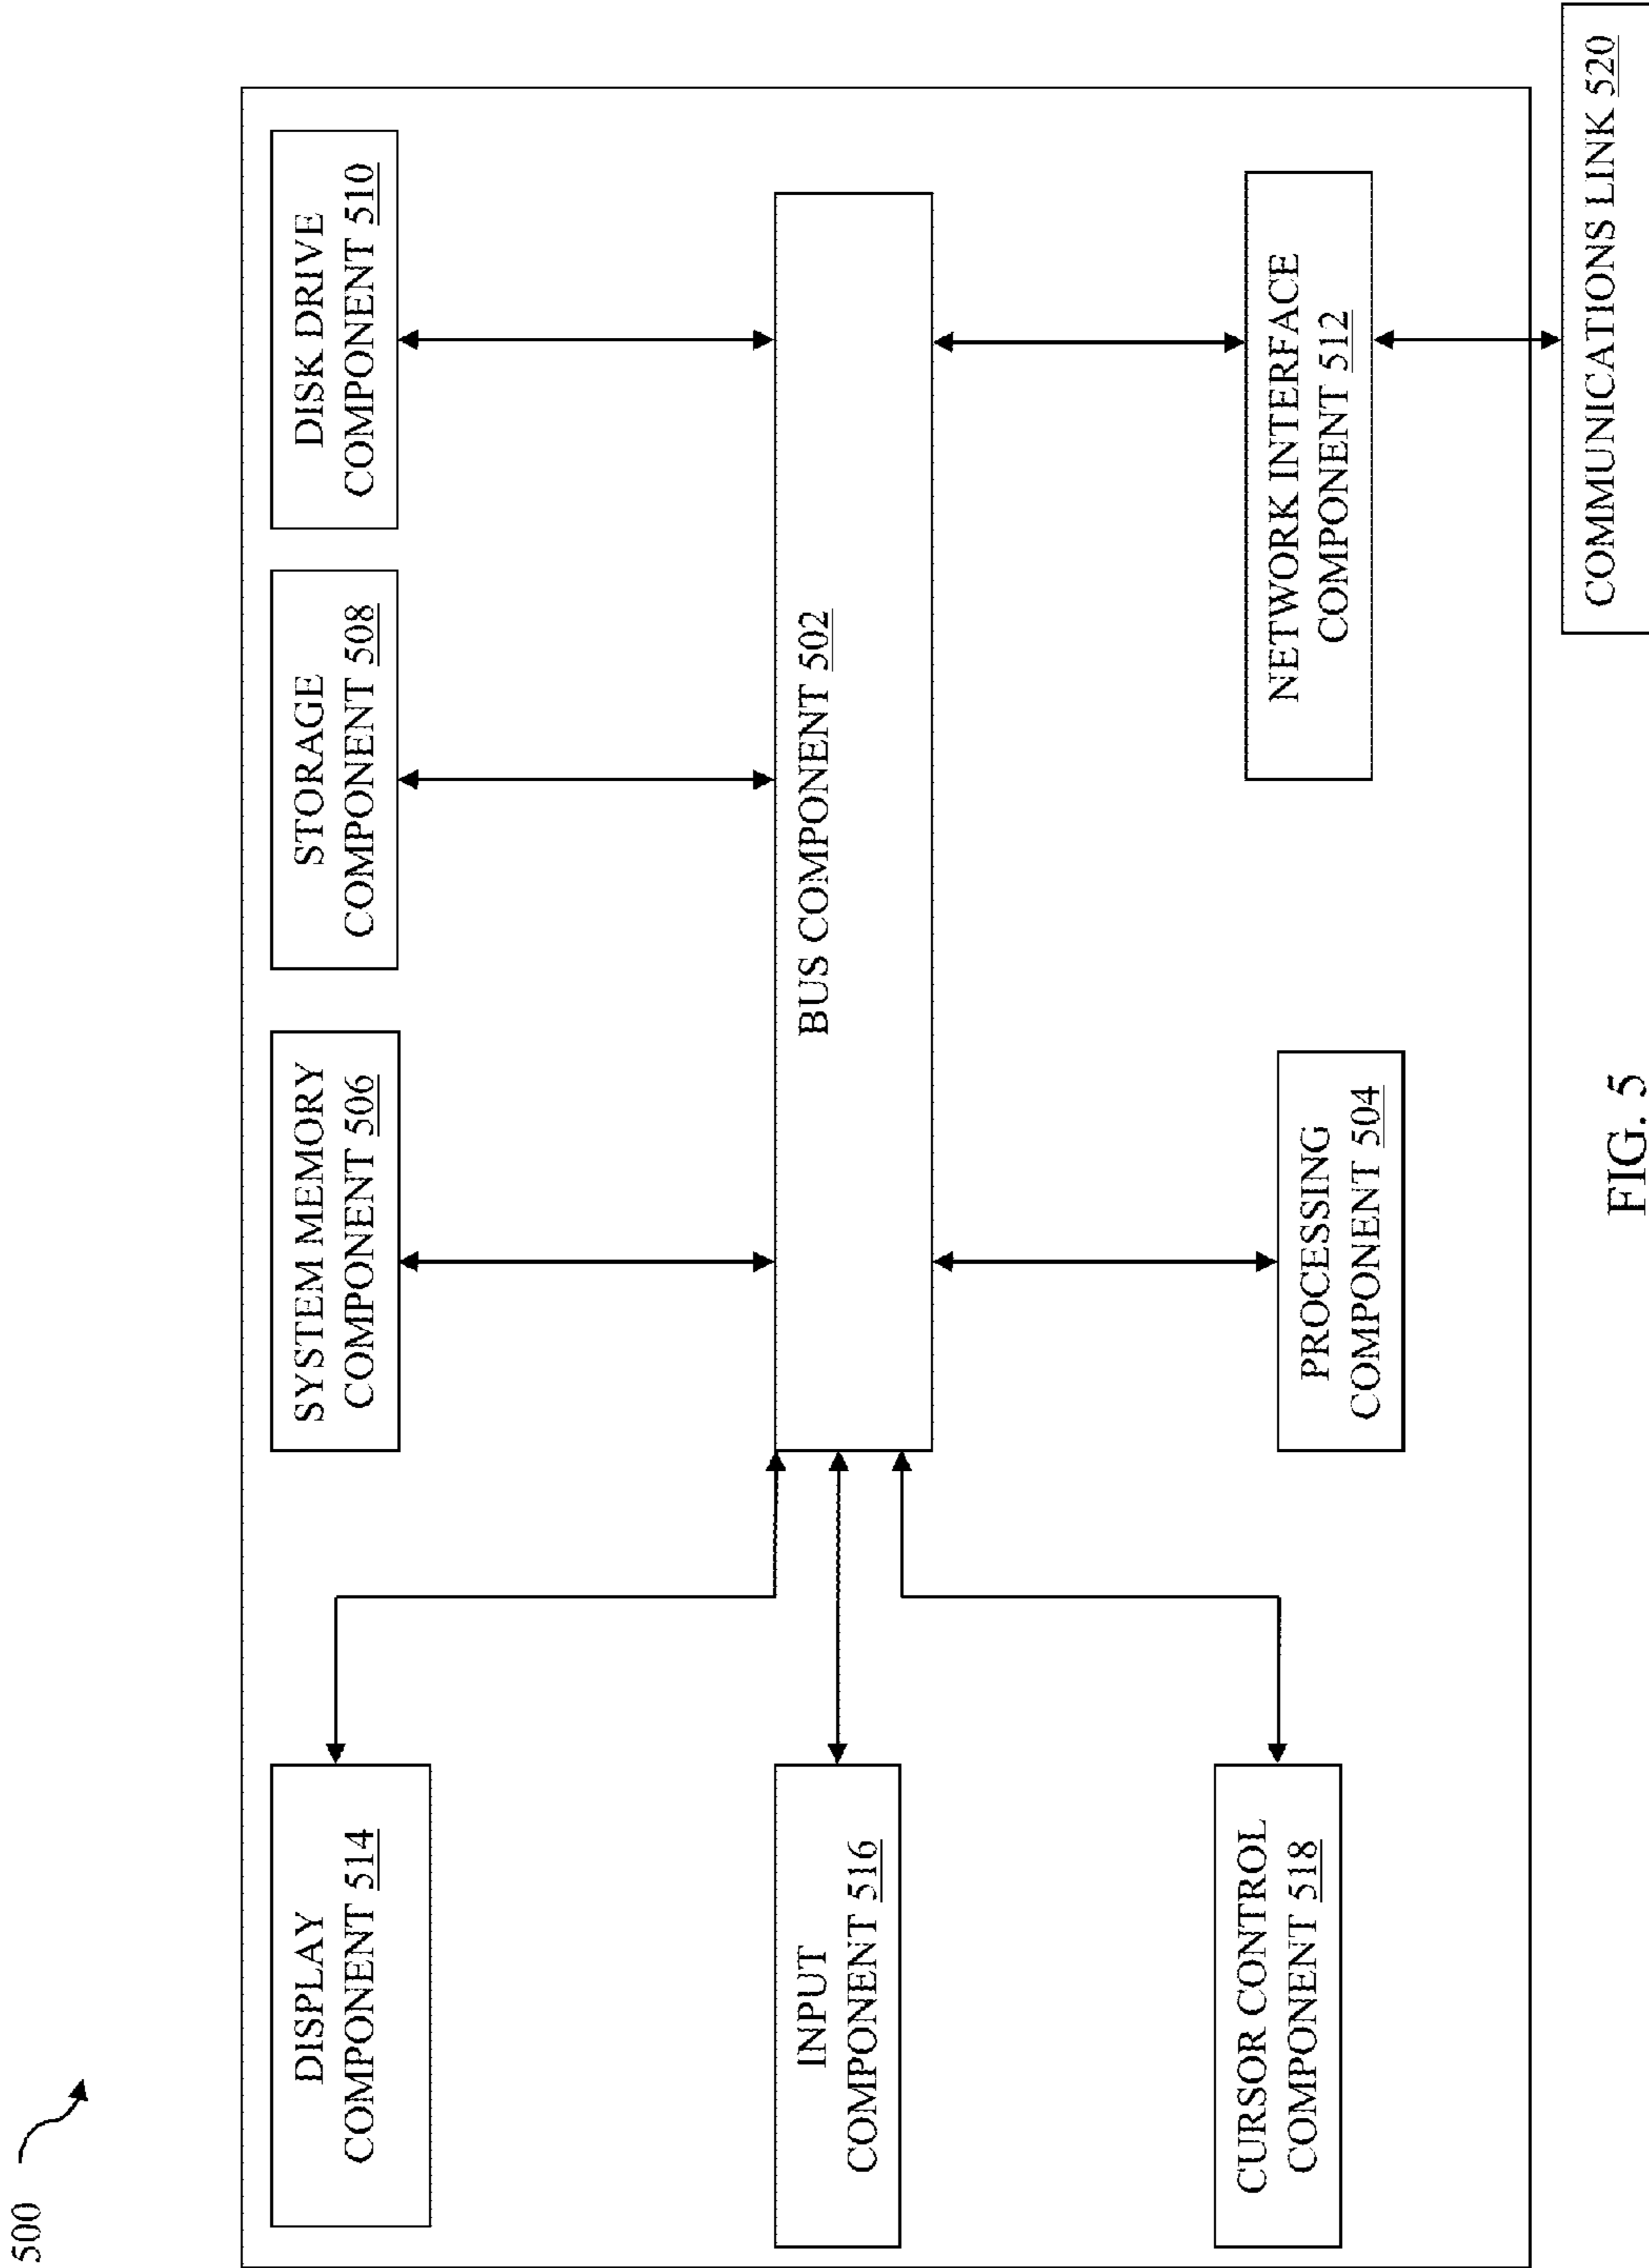 500
DISPLAY
COMPONENT 514
SYSTEM MEMORY
COMPONENT 506
STORAGE
COMPONENT 508
DISK DRIVE
COMPONENT 510
INPUT
COMPONENT 516
BUS COMPONENT 502
CURSOR CONTROL
COMPONENT 518
PROCESSING
COMPONENT 504
NETWORK INTERFACE
COMPONENT 512
COMMUNICATIONS LINK 520
FIG. 5